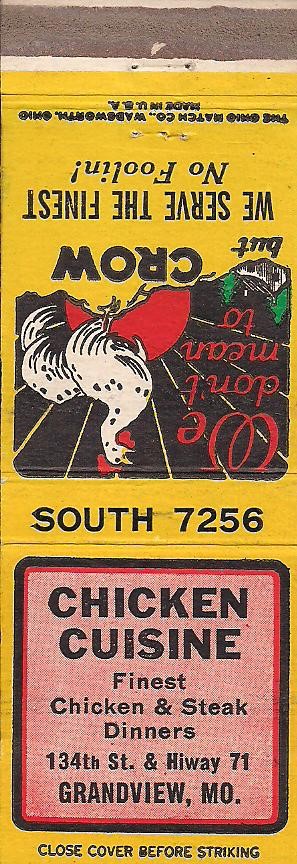 We
don't
mean
to
CROW
but
WE SERVE THE FINEST
No Foolin!
MADE IN U.S.A.
THE OHIO MATCH CO., WADSWORTH, OHIO
SOUTH 7256
CHICKEN
CUISINE
Finest
Chicken & Steak
Dinners
134th St. & Hiway 71
GRANDVIEW, MO.
CLOSE COVER BEFORE STRIKING